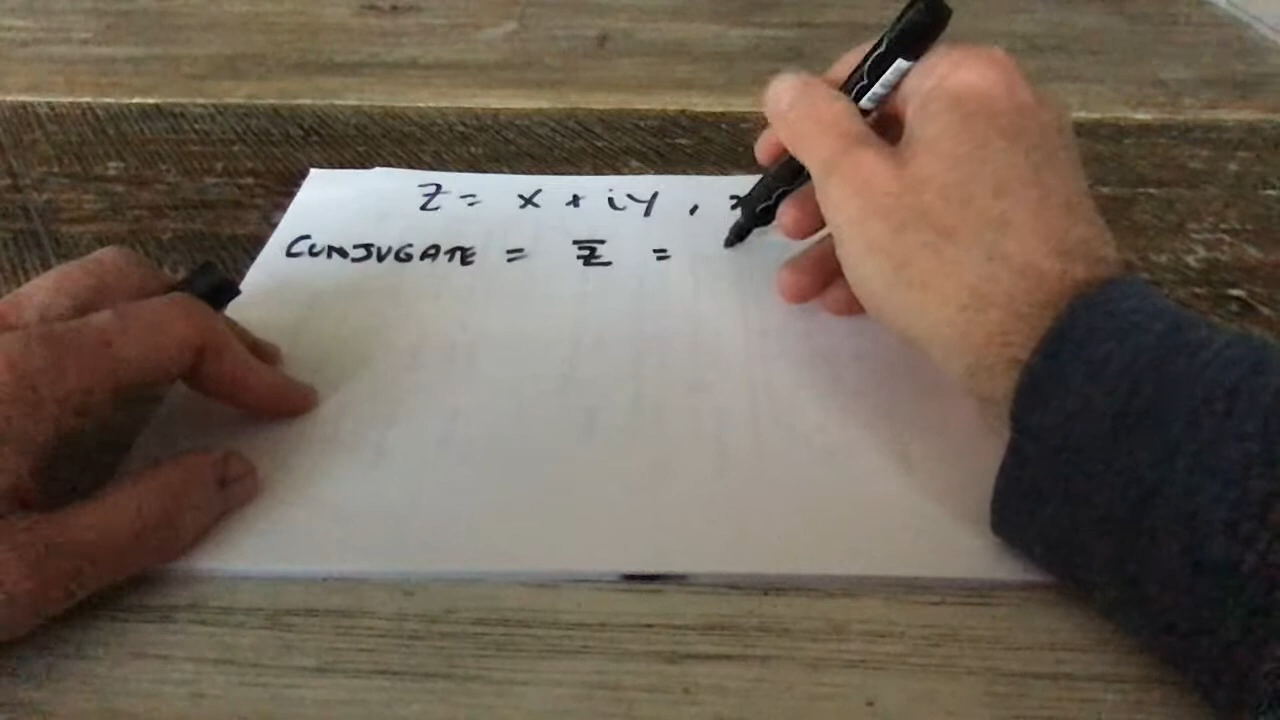 Z = x + iy , x
CONJUGATE = Z̅ =